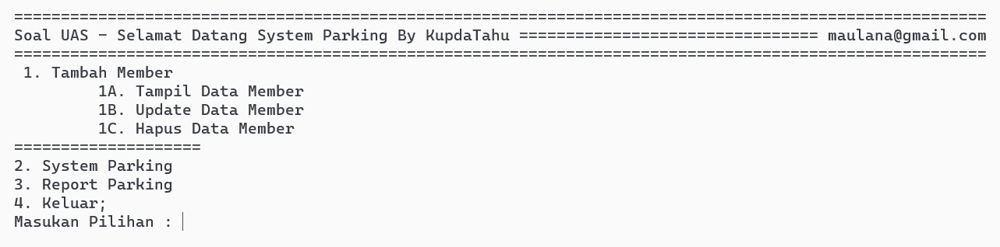 ========================================================================================================
Soal UAS - Selamat Datang System Parking By KupdaTahu ================================ maulana@gmail.com
========================================================================================================
1. Tambah Member
1A. Tampil Data Member
1B. Update Data Member
1C. Hapus Data Member
====================
2. System Parking
3. Report Parking
4. Keluar;
Masukan Pilihan :